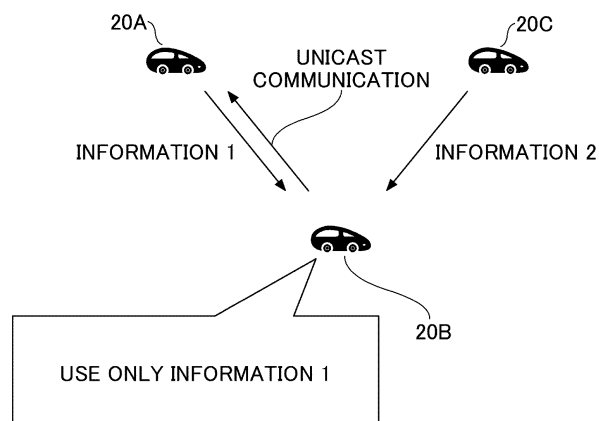 20A
20C
UNICAST
COMMUNICATION
INFORMATION 1
INFORMATION 2
20B
USE ONLY INFORMATION 1